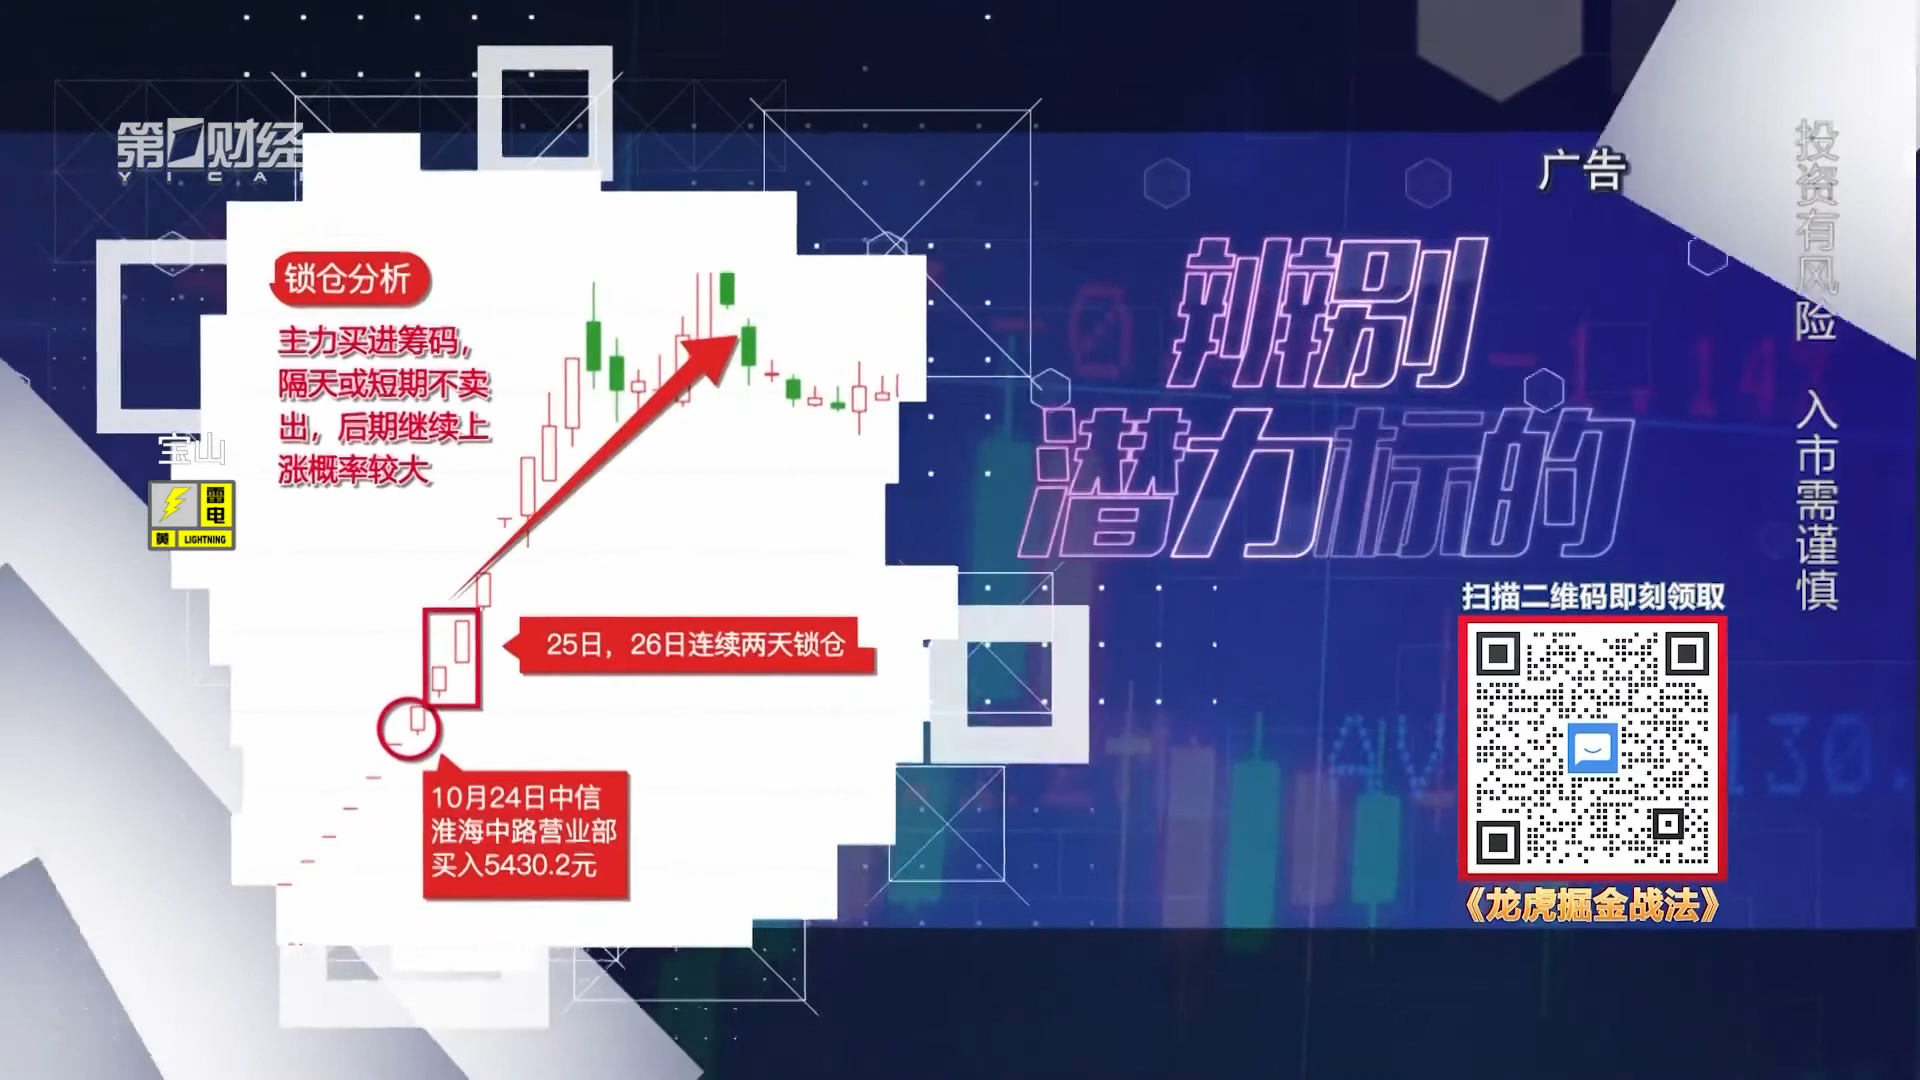 第一财经
YICAI
广告
投资有风险 入市需谨慎
锁仓分析
主力买进筹码，
隔天或短期不卖
出，后期继续上
涨概率较大
宝山
雷电
黄 LIGHTNING
25日，26日连续两天锁仓
10月24日中信
淮海中路营业部
买入5430.2元
辨别
潜力标的
扫描二维码即刻领取
《龙虎掘金战法》